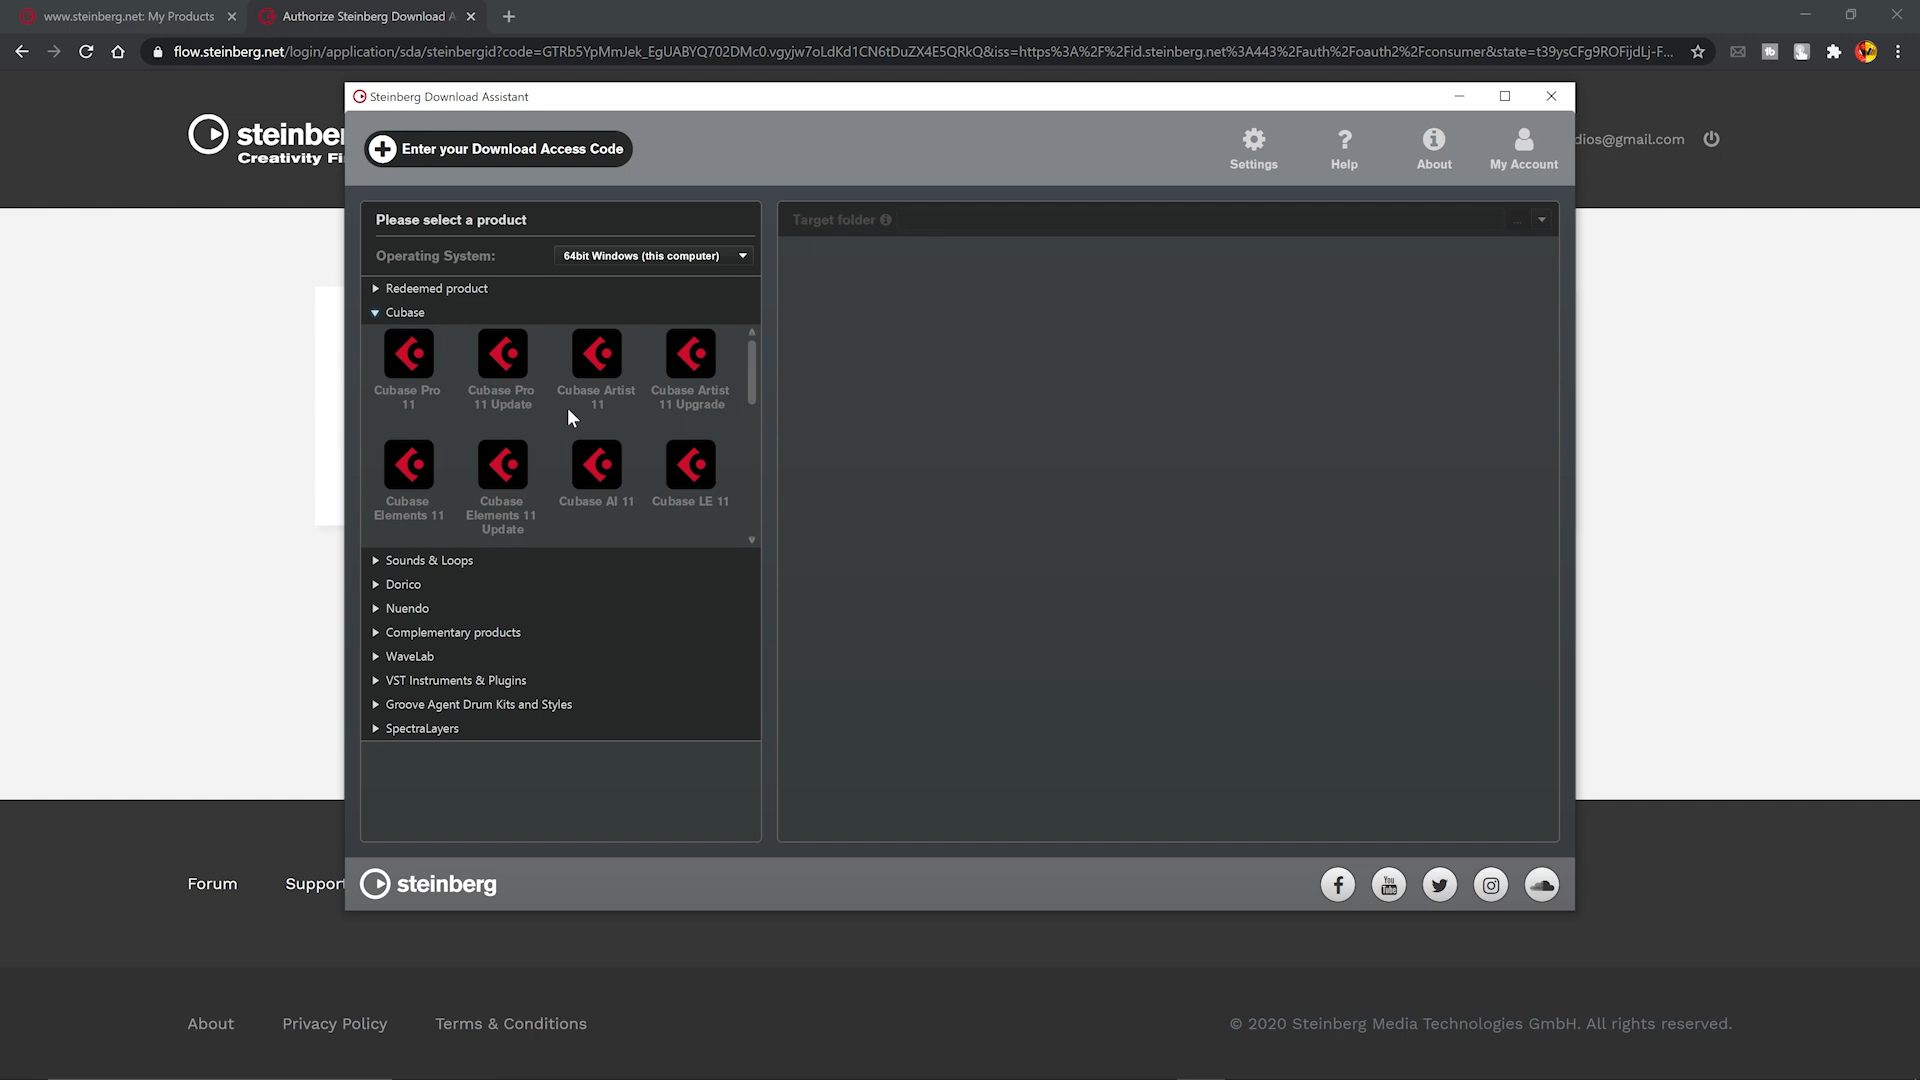 www.steinberg.net: My Products
Authorize Steinberg Download A
flow.steinberg.net/login/application/sda/steinbergid?code=GTRb5YpMmJek_EgUABYQ702DMc0.vgyjw7oLdKd1CN6tDuZX4E5QRkQ&iss=https%3A%2F%2Fid.steinberg.net%3A443%2Fauth%2Foauth2%2Fconsumer&state=t39ysCFg9ROFijdLj-F...
steinber
Creativity Fi
dios@gmail.com
Steinberg Download Assistant
Enter your Download Access Code
Settings
Help
About
My Account
Please select a product
Operating System:
64bit Windows (this computer)
Redeemed product
Cubase
Cubase Pro 11
Cubase Pro 11 Update
Cubase Artist 11
Cubase Artist 11 Upgrade
Cubase Elements 11
Cubase Elements 11 Update
Cubase AI 11
Cubase LE 11
Sounds & Loops
Dorico
Nuendo
Complementary products
WaveLab
VST Instruments & Plugins
Groove Agent Drum Kits and Styles
SpectraLayers
Target folder
...
steinberg
You
Tube
Forum
Support
About
Privacy Policy
Terms & Conditions
© 2020 Steinberg Media Technologies GmbH. All rights reserved.